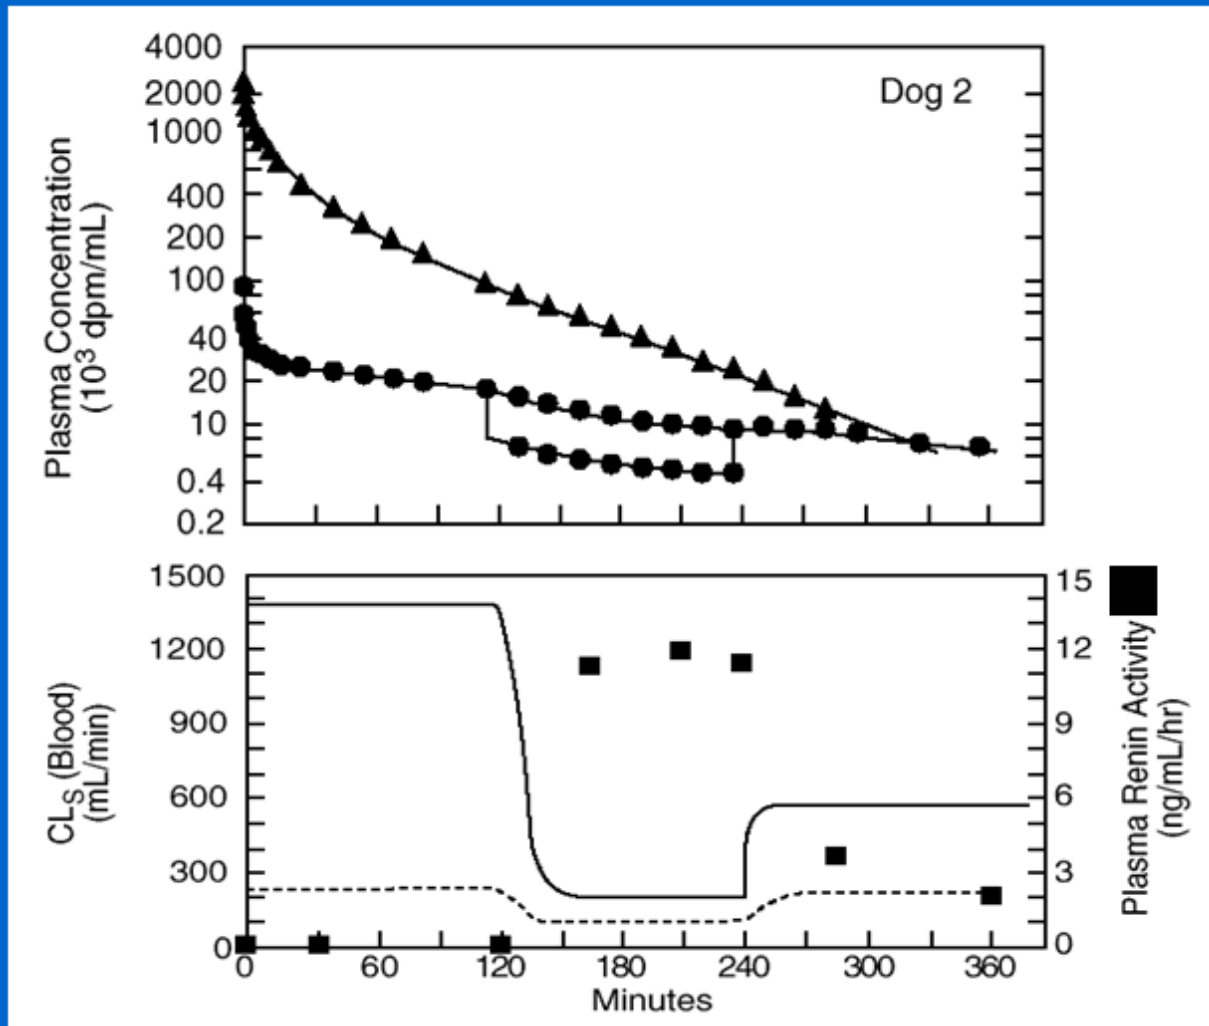 4000
2000
1000
400
200
100
40
20
10
0.4
0.2
Plasma Concentration
(10³ dpm/mL)
Dog 2
1500
1200
900
600
300
0
CLS (Blood)
(mL/min)
15
12
9
6
3
0
Plasma Renin Activity
(ng/mL/hr)
0 60 120 180 240 300 360
Minutes